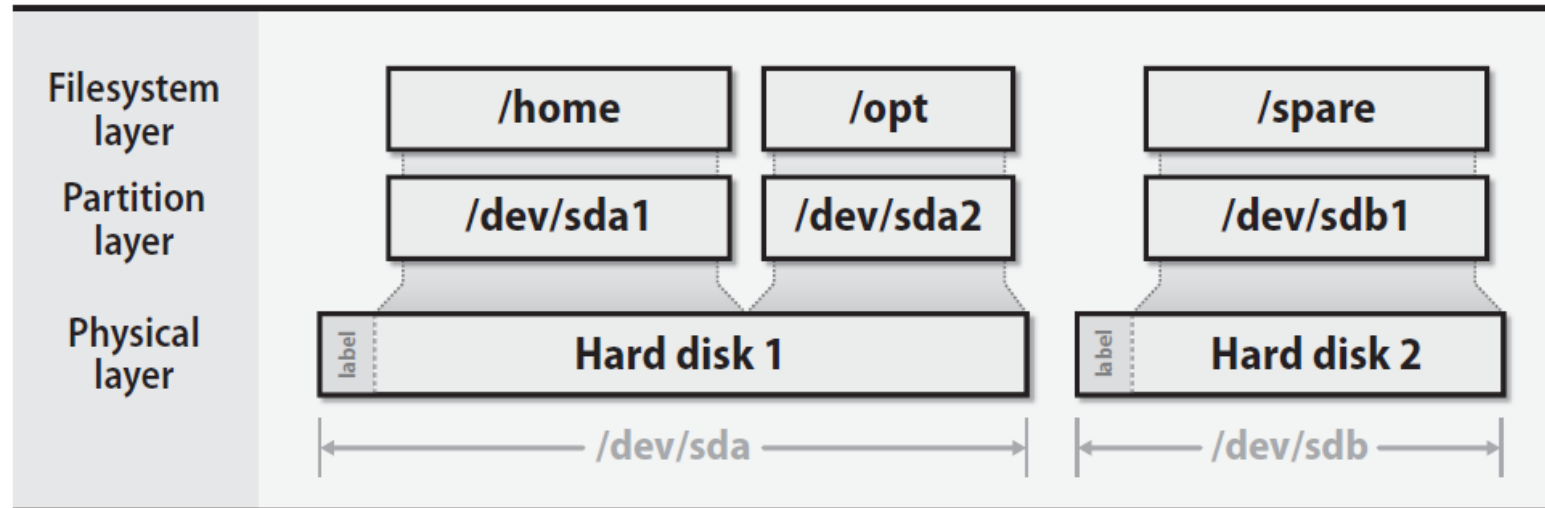 Filesystem
layer
/home
/opt
/spare
Partition
layer
/dev/sda1
/dev/sda2
/dev/sdb1
Physical
layer
label
Hard disk 1
label
Hard disk 2
/dev/sda
/dev/sdb